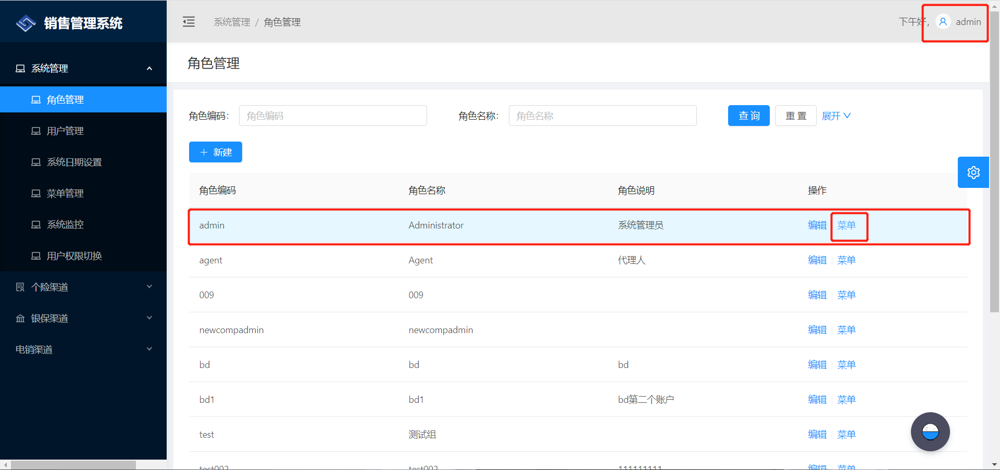 销售管理系统
系统管理 / 角色管理
下午好, admin
系统管理
角色管理
用户管理
系统日期设置
菜单管理
系统监控
用户权限切换
个险渠道
银保渠道
电销渠道
角色管理
角色编码: 角色编码 角色名称: 角色名称 查 询 重 置 展开
+ 新建
角色编码 角色名称 角色说明 操作
admin Administrator 系统管理员 编辑 菜单
agent Agent 代理人 编辑 菜单
009 009 编辑 菜单
newcompadmin newcompadmin 编辑 菜单
bd bd bd 编辑 菜单
bd1 bd1 bd第二个账户 编辑 菜单
test 测试组 编辑 菜单
test002 test002 111111111 编辑 菜单